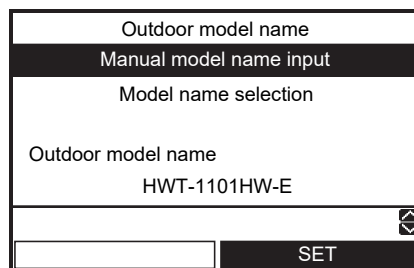 Outdoor model name
Manual model name input
Model name selection
Outdoor model name
HWT-1101HW-E
SET